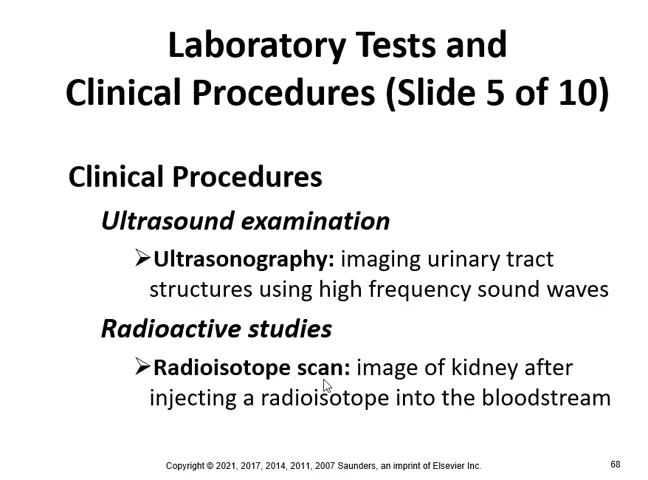 Laboratory Tests and
Clinical Procedures (Slide 5 of 10)
Clinical Procedures
Ultrasound examination
➢Ultrasonography: imaging urinary tract
structures using high frequency sound waves
Radioactive studies
➢Radioisotope scan: image of kidney after
injecting a radioisotope into the bloodstream
Copyright © 2021, 2017, 2014, 2011, 2007 Saunders, an imprint of Elsevier Inc.
68